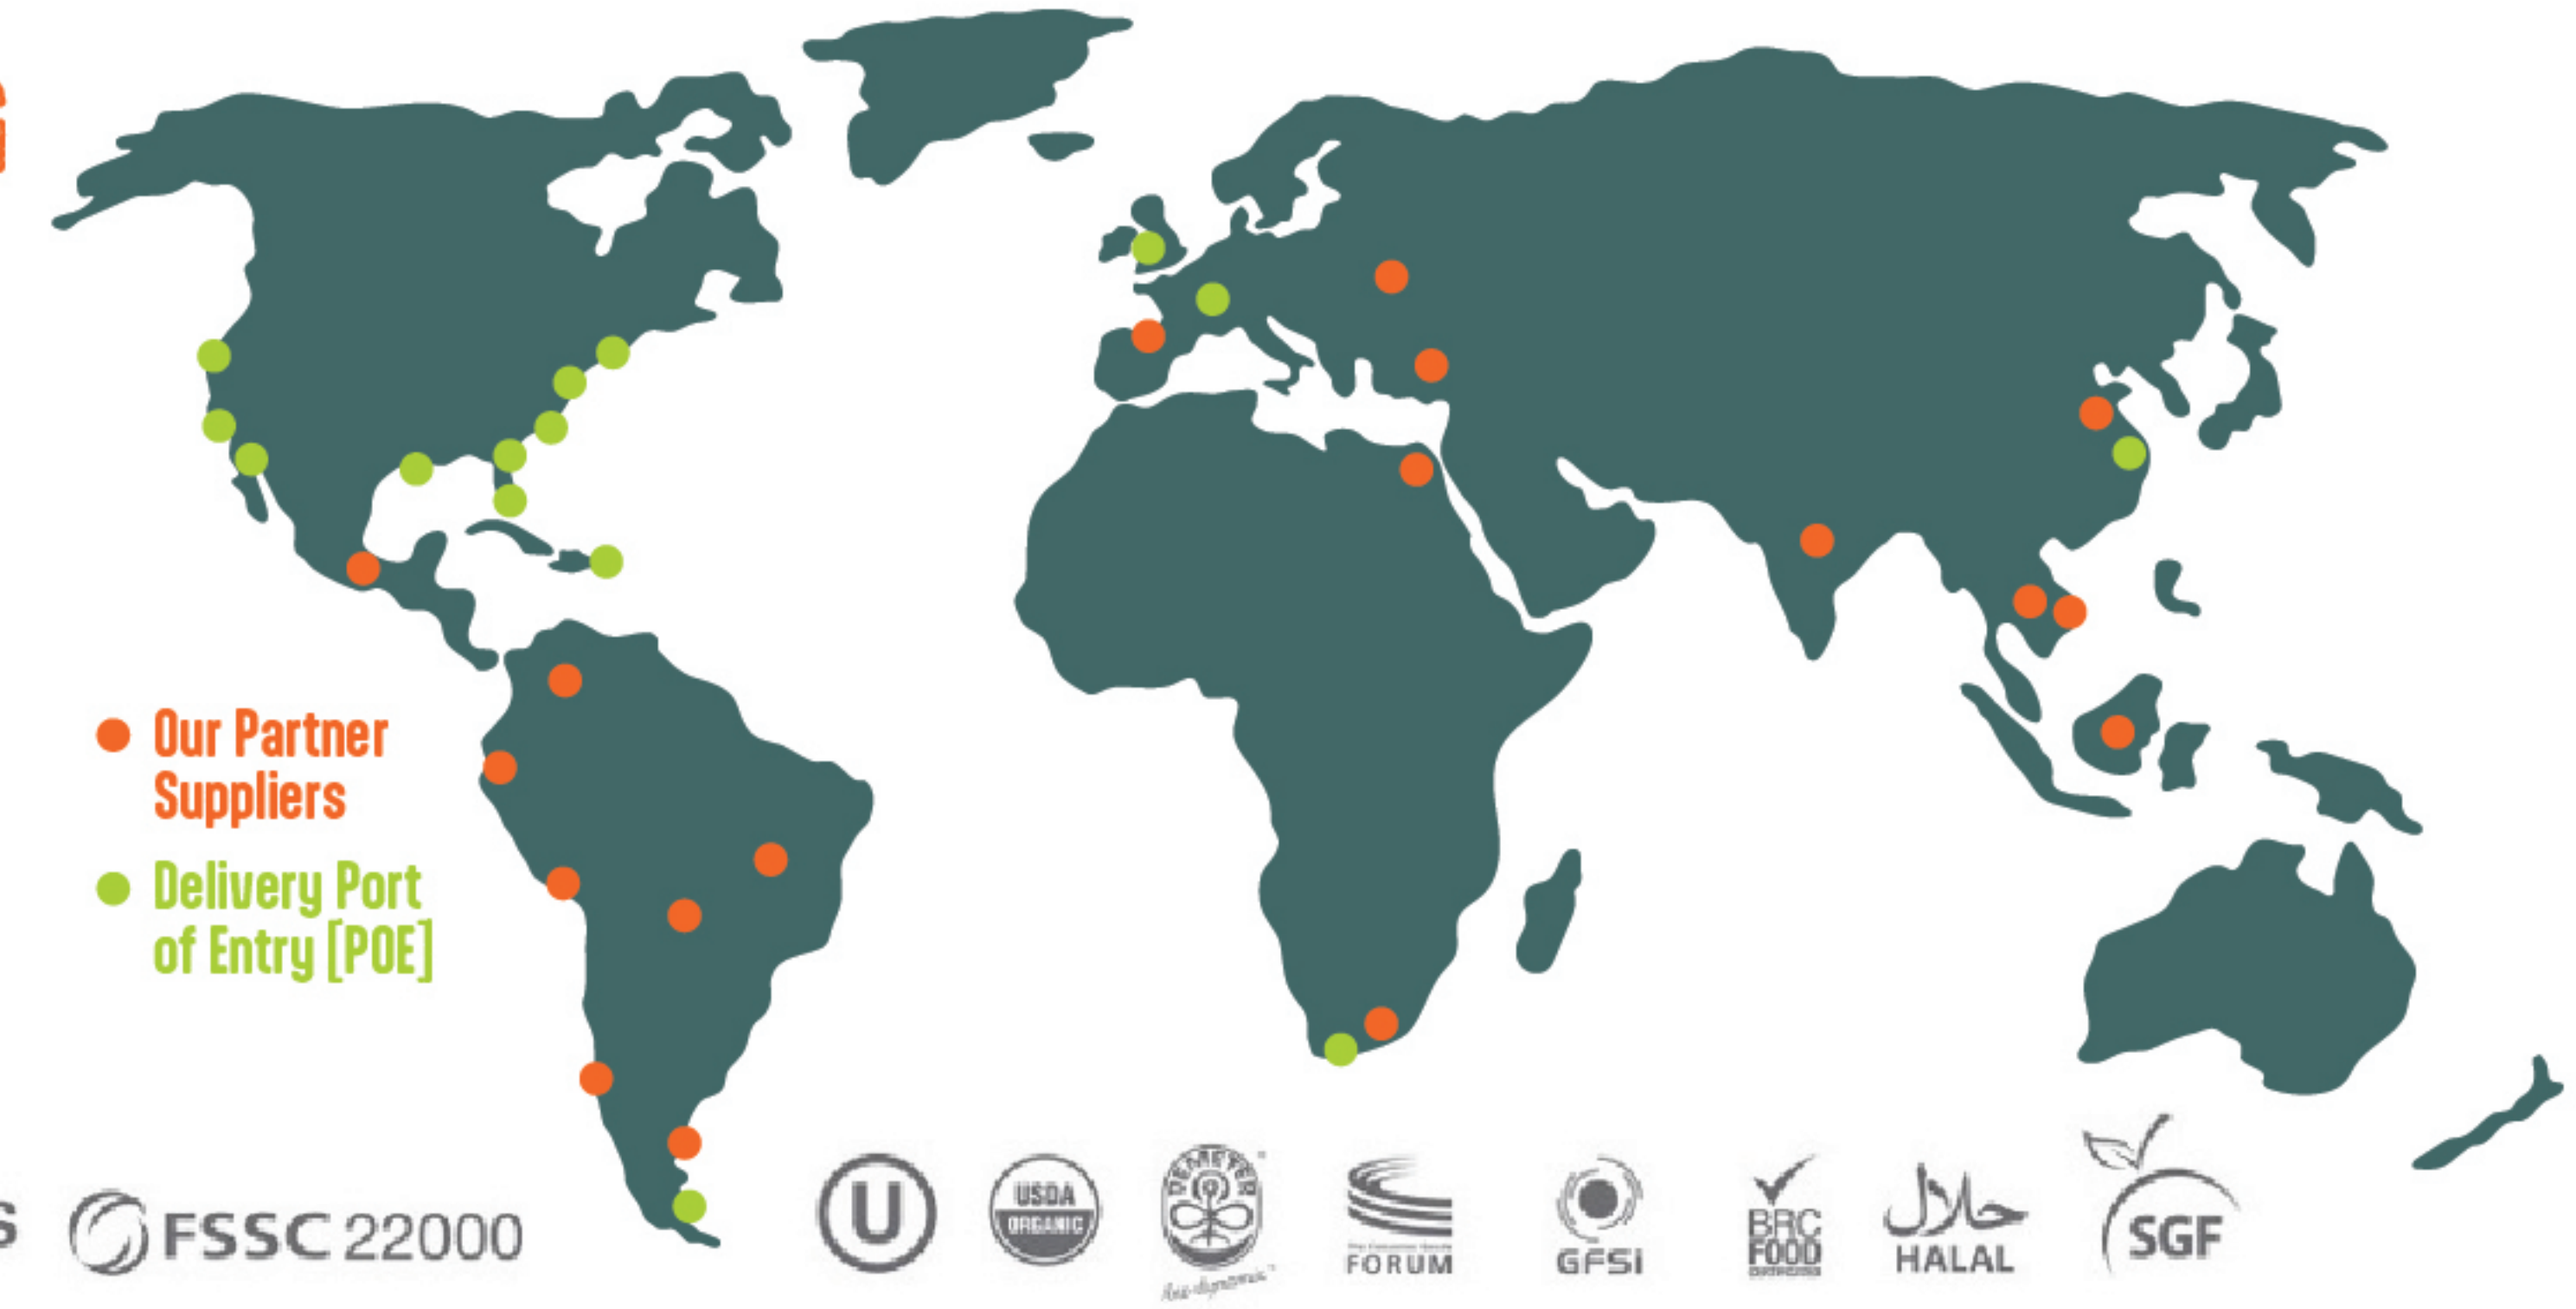 Our Partner
Suppliers
Delivery Port
of Entry [POE]
S
FSSC 22000
U
USDA
ORGANIC
DEMETER
FORUM
GFSi
BRC
FOOD
حلال
HALAL
SGF